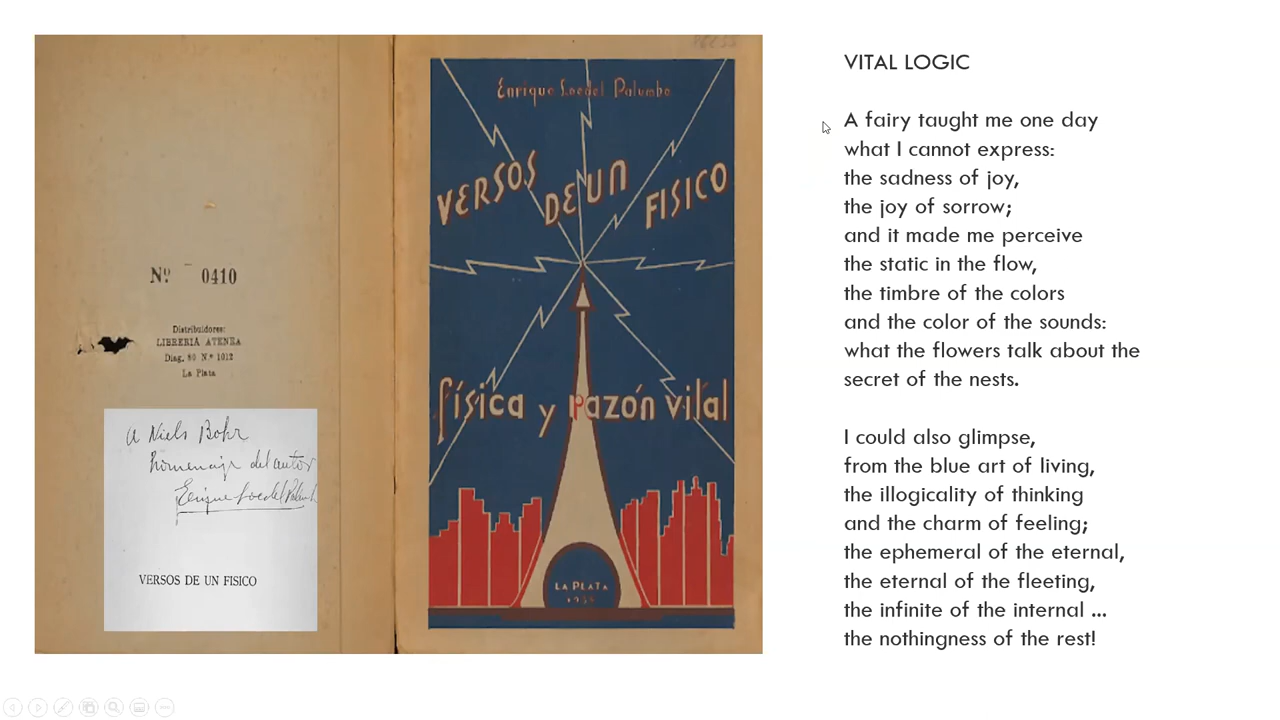 Nº 0410
Distribuidores:
LIBRERIA ATENEA
Diag. 80 N.º 1012
La Plata
a Niels Bohr
homenaje del autor
Enrique Loedel Palumbo
VERSOS DE UN FISICO
Enrique Loedel Palumbo
VERSOS DE UN FISICO
física y razón vital
LA PLATA
VITAL LOGIC
A fairy taught me one day
what I cannot express:
the sadness of joy,
the joy of sorrow;
and it made me perceive
the static in the flow,
the timbre of the colors
and the color of the sounds:
what the flowers talk about the
secret of the nests.
I could also glimpse,
from the blue art of living,
the illogicality of thinking
and the charm of feeling;
the ephemeral of the eternal,
the eternal of the fleeting,
the infinite of the internal ...
the nothingness of the rest!